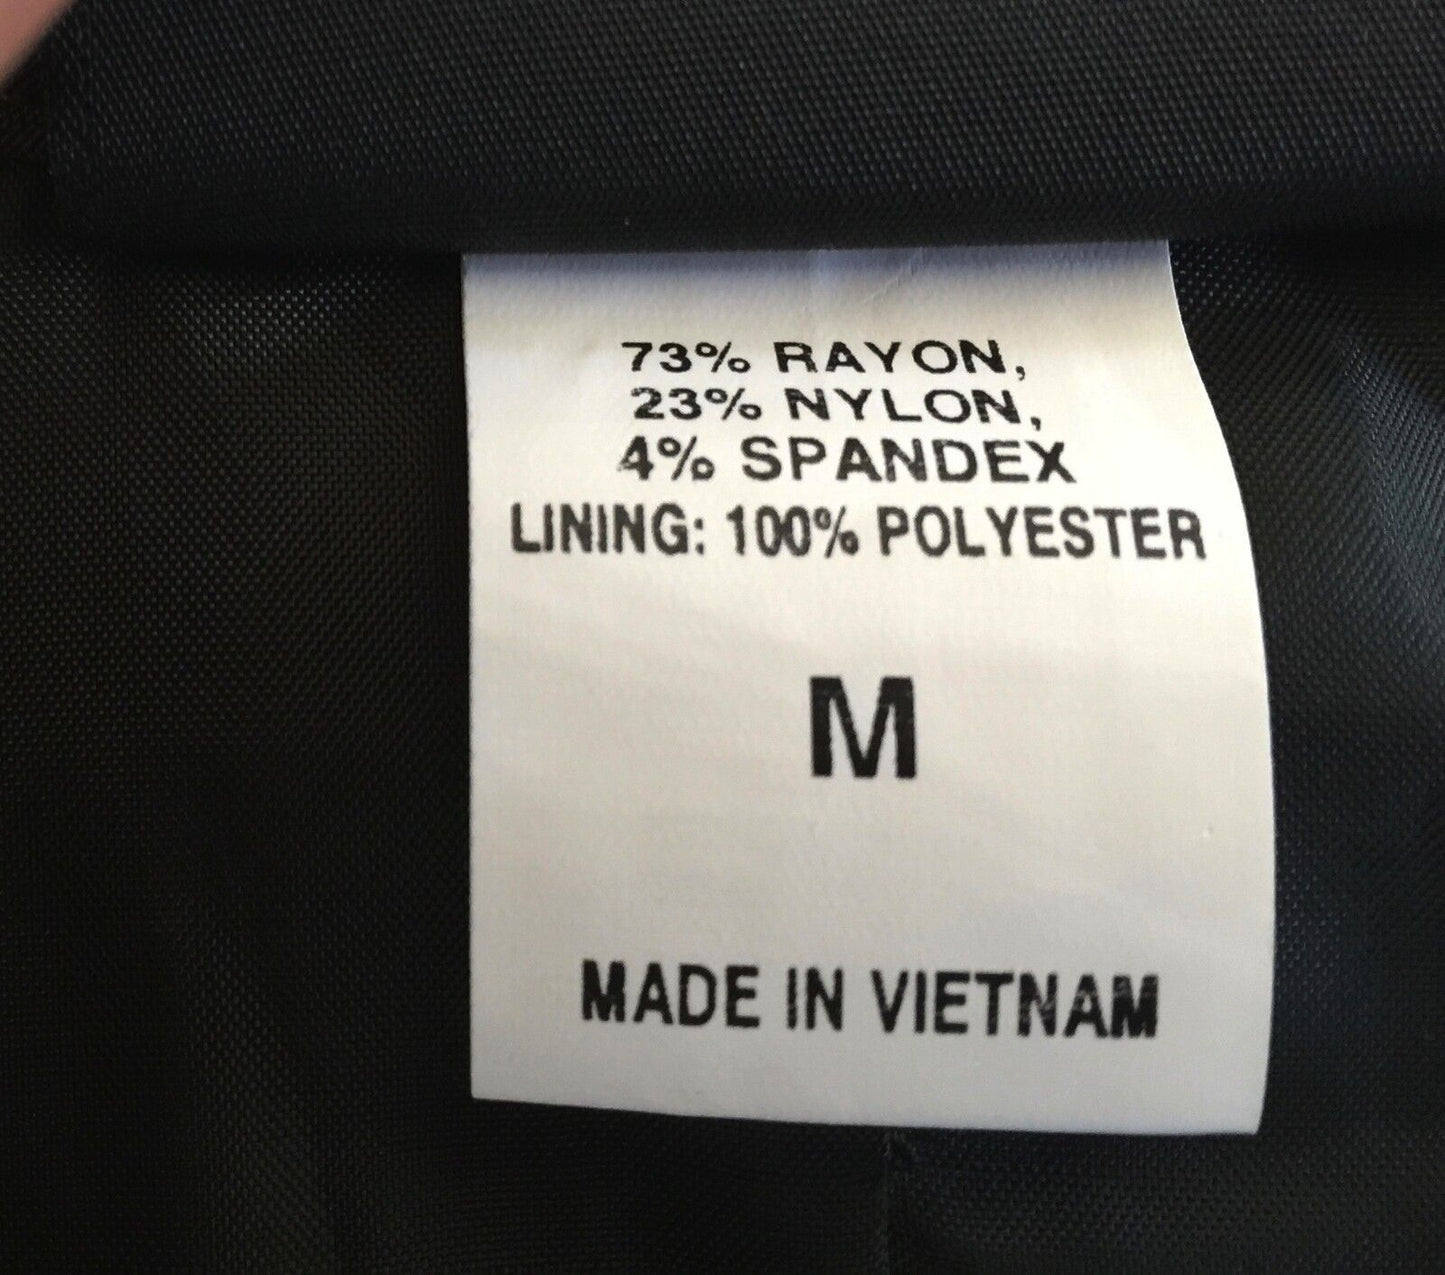 73% RAYON,
23% NYLON,
4% SPANDEX
LINING: 100% POLYESTER
M
MADE IN VIETNAM